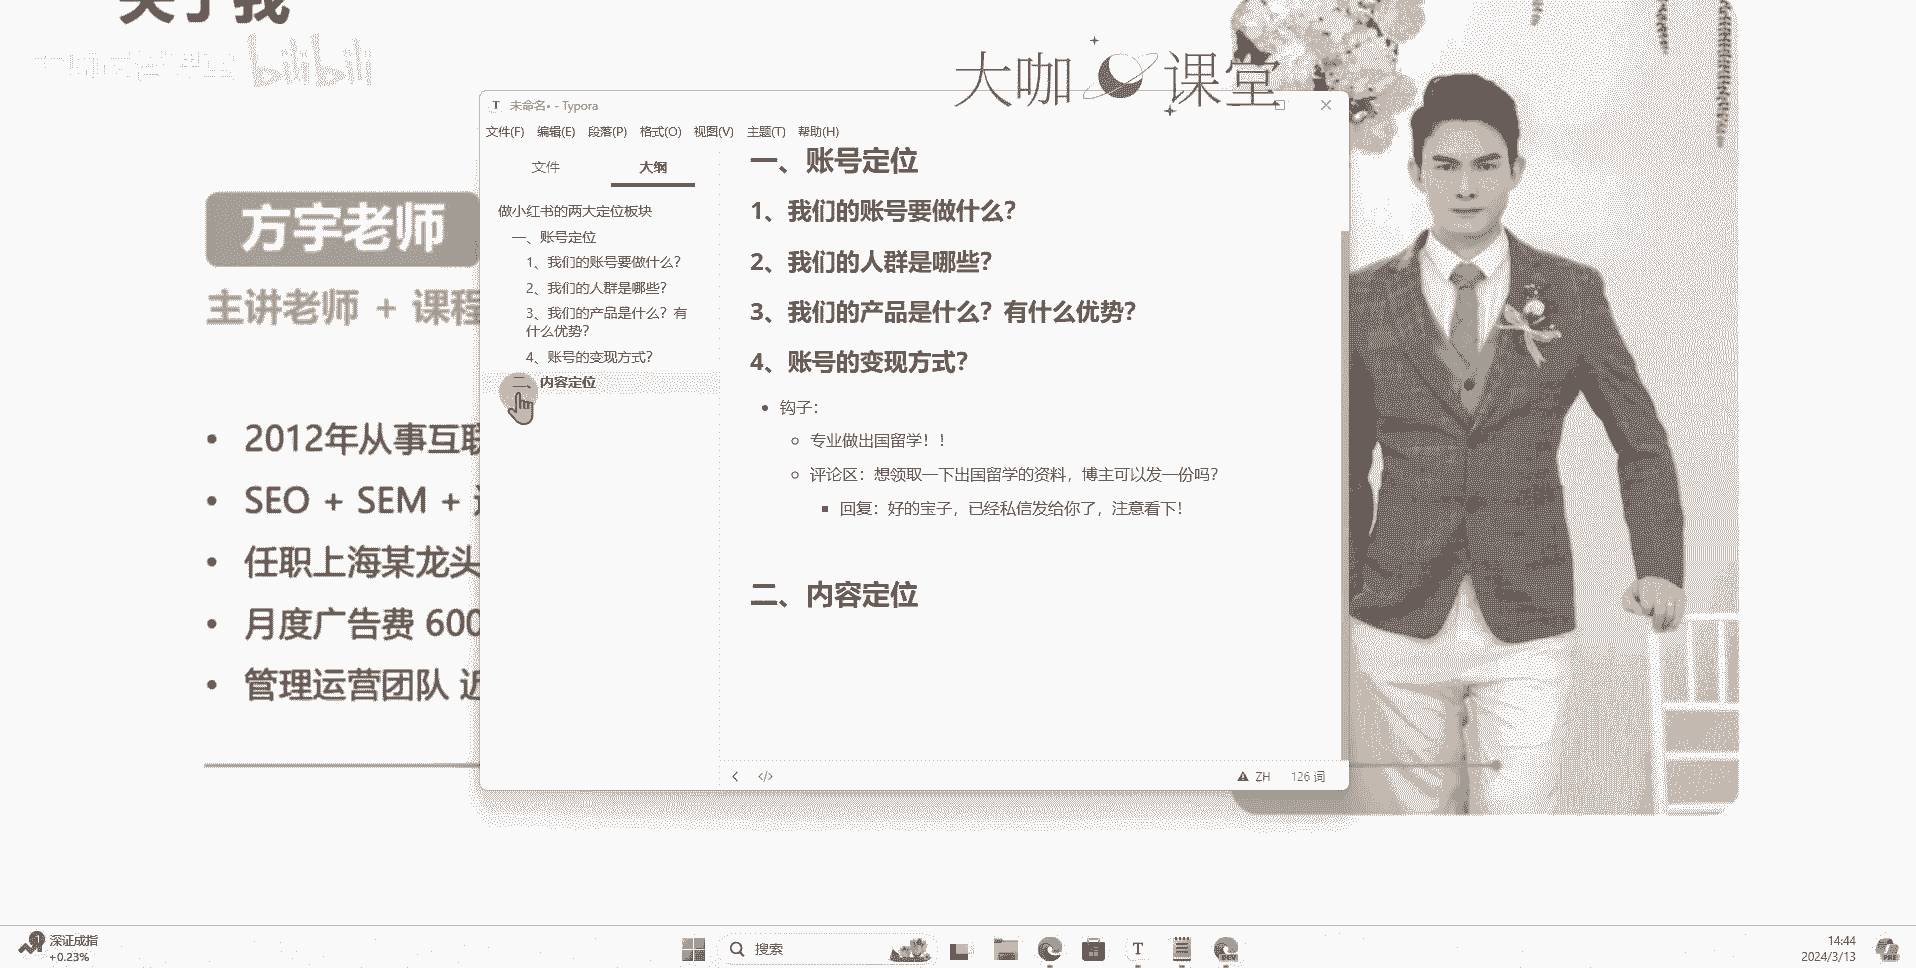 关于我
bilibili
大咖课堂
未命名• - Typora
文件(F) 编辑(E) 段落(P) 格式(O) 视图(V) 主题(T) 帮助(H)
文件 大纲
做小红书的两大定位板块
一、账号定位
1、我们的账号要做什么？
2、我们的人群是哪些？
3、我们的产品是什么？有
什么优势？
4、账号的变现方式？
二、内容定位
一、账号定位
1、我们的账号要做什么？
2、我们的人群是哪些？
3、我们的产品是什么？有什么优势？
4、账号的变现方式？
钩子：
专业做出国留学！！
评论区：想领取一下出国留学的资料，博主可以发一份吗？
回复：好的宝子，已经私信发给你了，注意看下！
二、内容定位
ZH 126 词
方宇老师
主讲老师 + 课程
2012年从事互联
SEO + SEM +
任职上海某龙头
月度广告费 600
管理运营团队 近
深证成指
+0.23%
搜索
14:44
2024/3/13